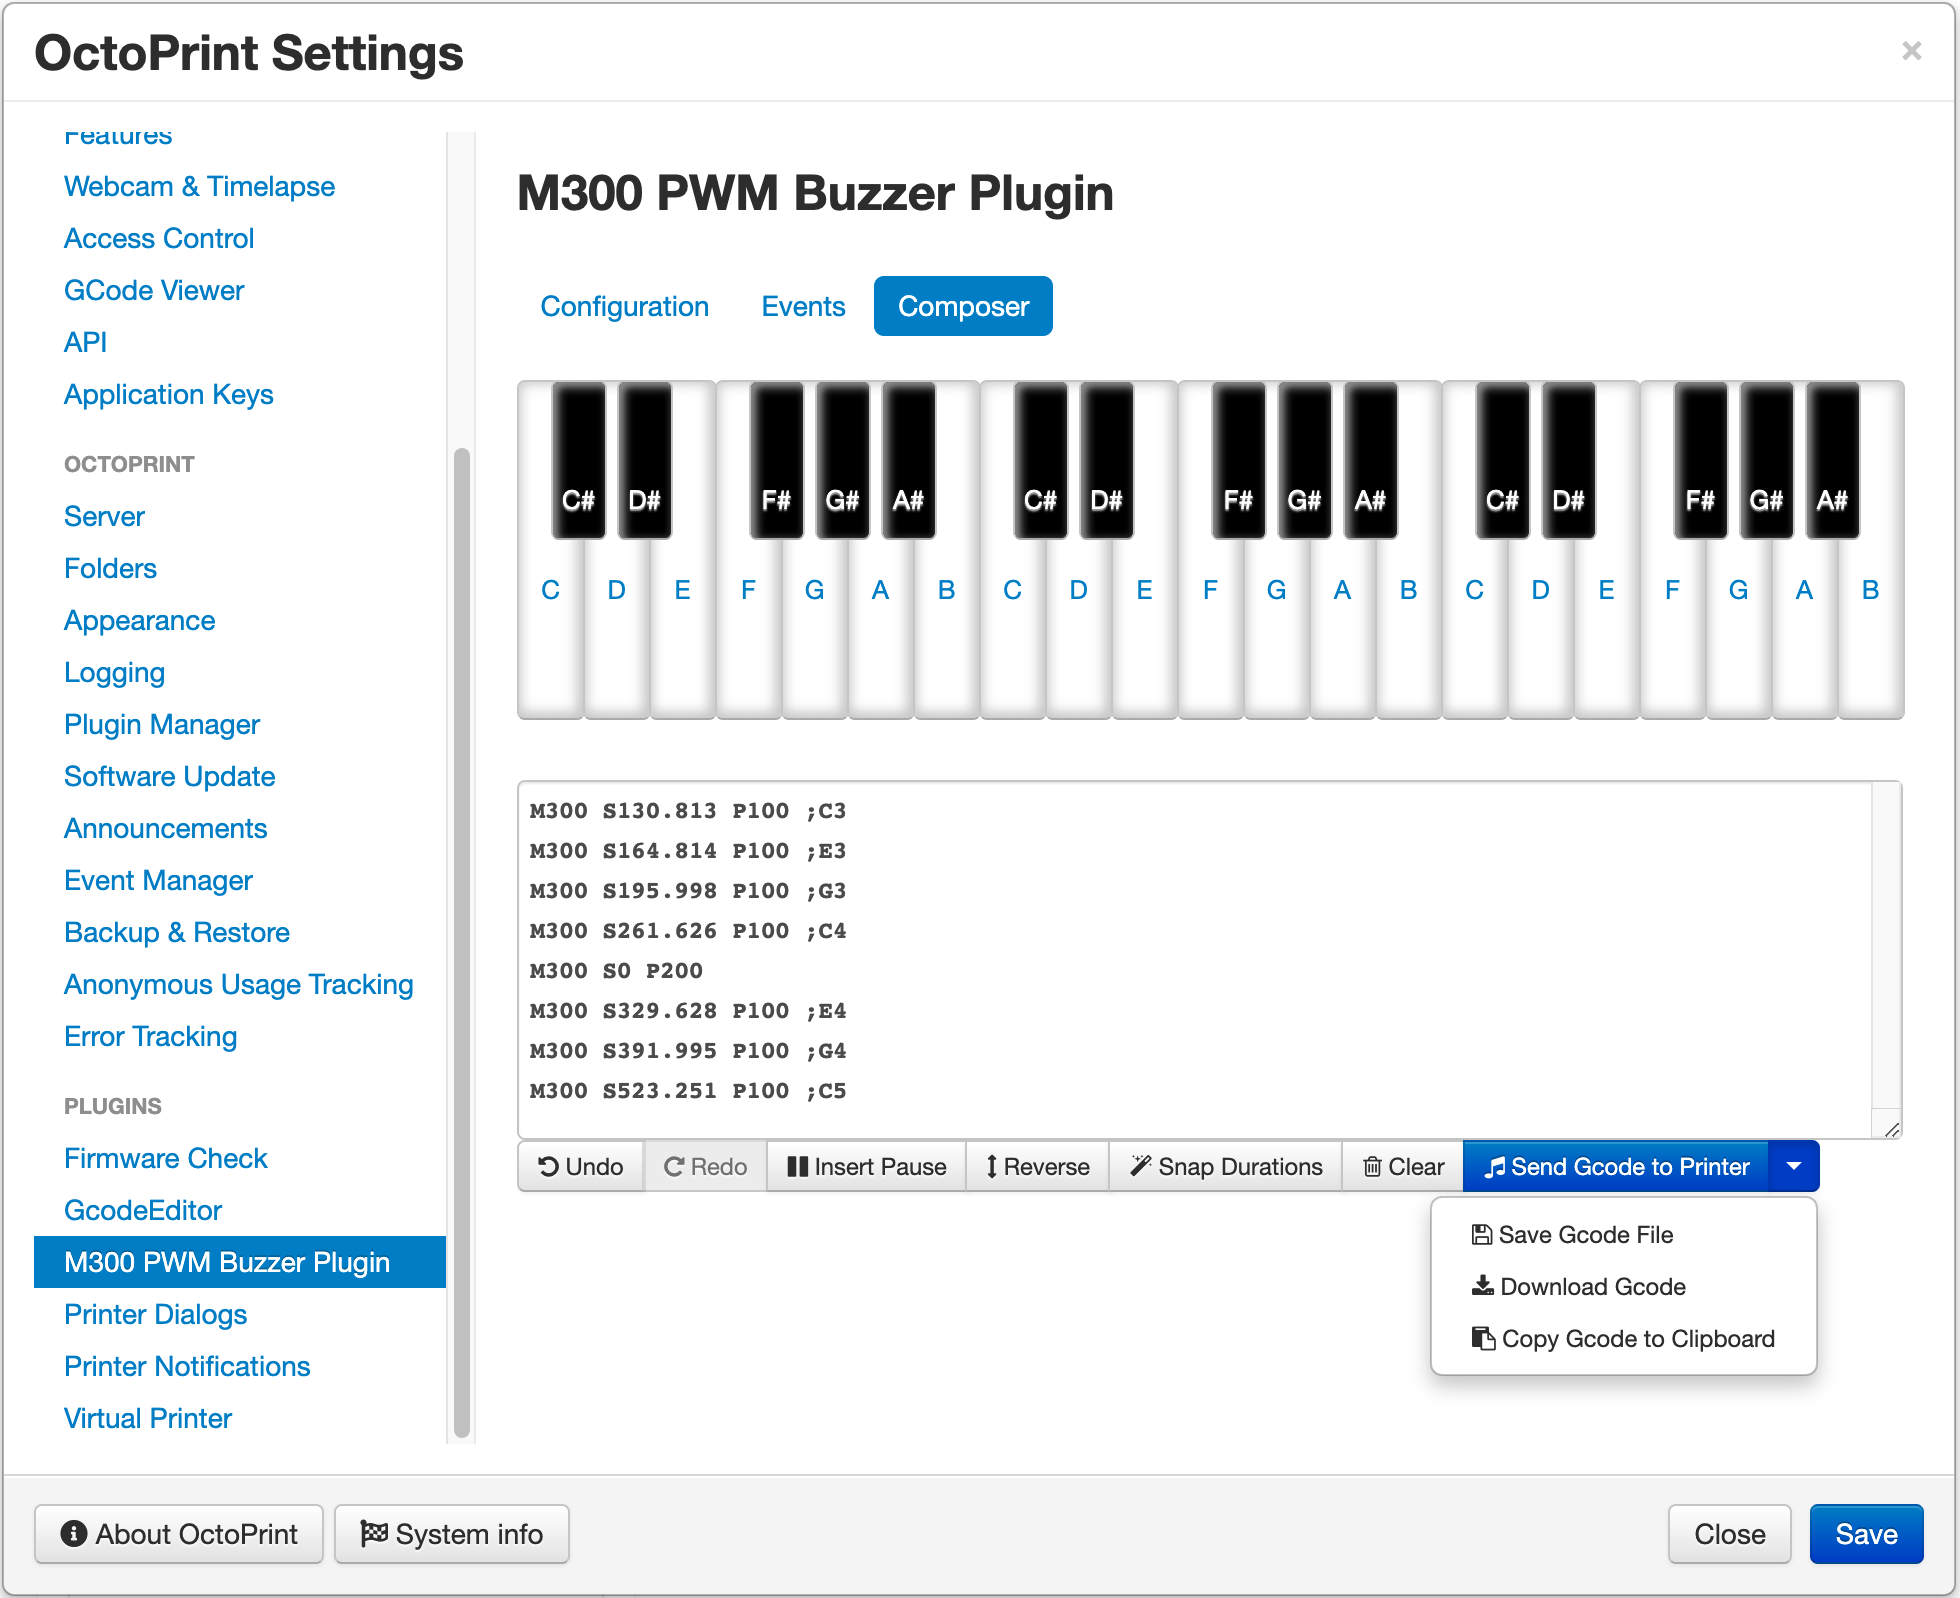 OctoPrint Settings
×
Features
Webcam & Timelapse
Access Control
GCode Viewer
API
Application Keys
OCTOPRINT
Server
Folders
Appearance
Logging
Plugin Manager
Software Update
Announcements
Event Manager
Backup & Restore
Anonymous Usage Tracking
Error Tracking
PLUGINS
Firmware Check
GcodeEditor
M300 PWM Buzzer Plugin
Printer Dialogs
Printer Notifications
Virtual Printer
M300 PWM Buzzer Plugin
Configuration Events Composer
C# D# F# G# A# C# D# F# G# A# C# D# F# G# A#
C D E F G A B C D E F G A B C D E F G A B
M300 S130.813 P100 ;C3
M300 S164.814 P100 ;E3
M300 S195.998 P100 ;G3
M300 S261.626 P100 ;C4
M300 S0 P200
M300 S329.628 P100 ;E4
M300 S391.995 P100 ;G4
M300 S523.251 P100 ;C5
Undo Redo Insert Pause Reverse Snap Durations Clear Send Gcode to Printer
Save Gcode File
Download Gcode
Copy Gcode to Clipboard
About OctoPrint System info Close Save